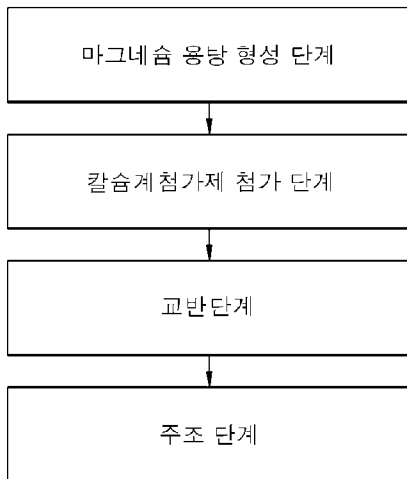 마그네슘 용탕 형성 단계
칼슘계첨가제 첨가 단계
교반단계
주조 단계